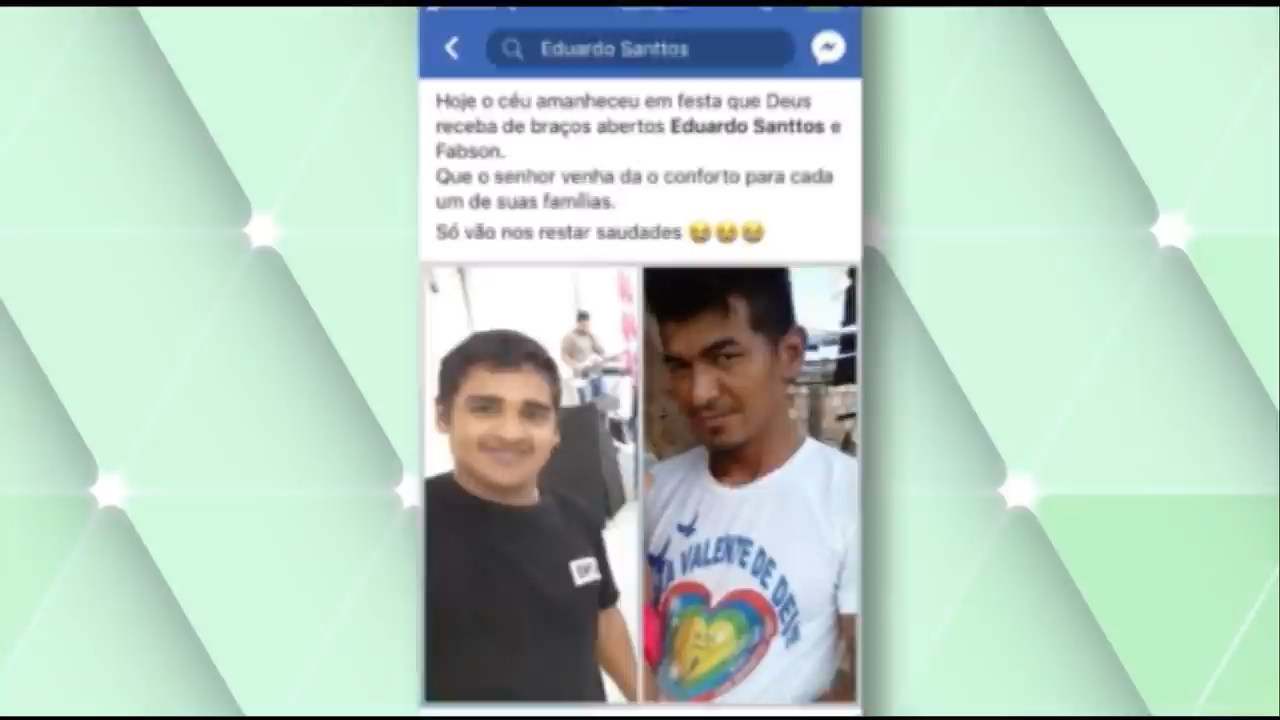 Eduardo Santtos
Hoje o céu amanheceu em festa que Deus
receba de braços abertos Eduardo Santtos e
Fabson.
Que o senhor venha da o conforto para cada
um de suas famílias.
Só vão nos restar saudades 😭😭😭
VALENTE DE DEUS